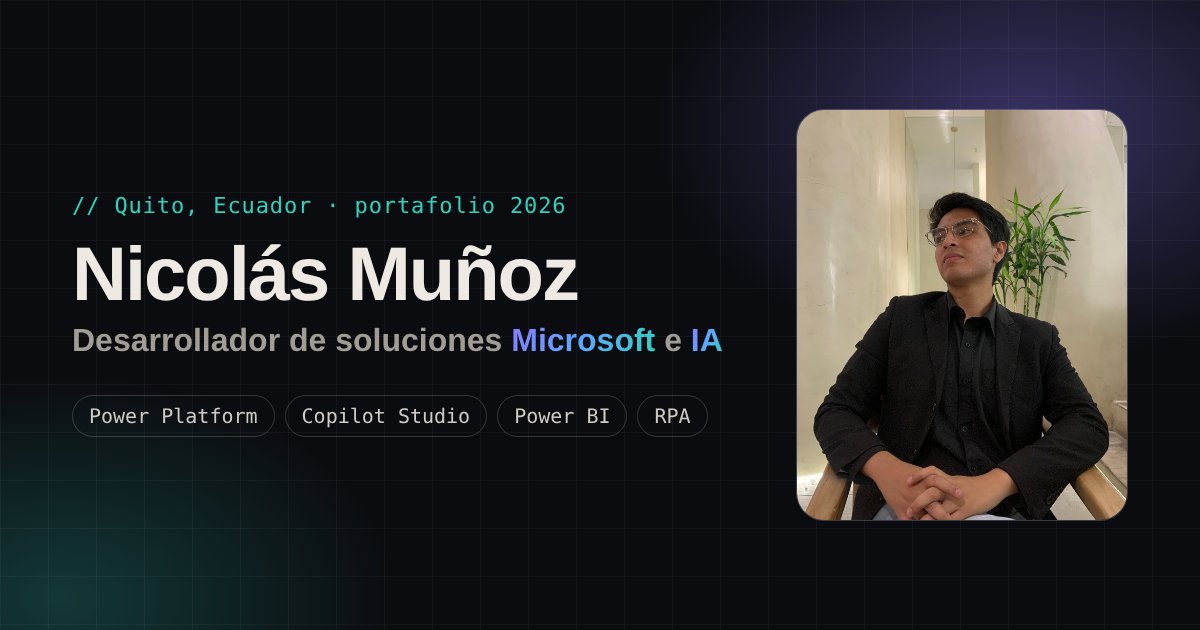 // Quito, Ecuador · portafolio 2026
Nicolás Muñoz
Desarrollador de soluciones Microsoft e IA
Power Platform Copilot Studio Power BI RPA